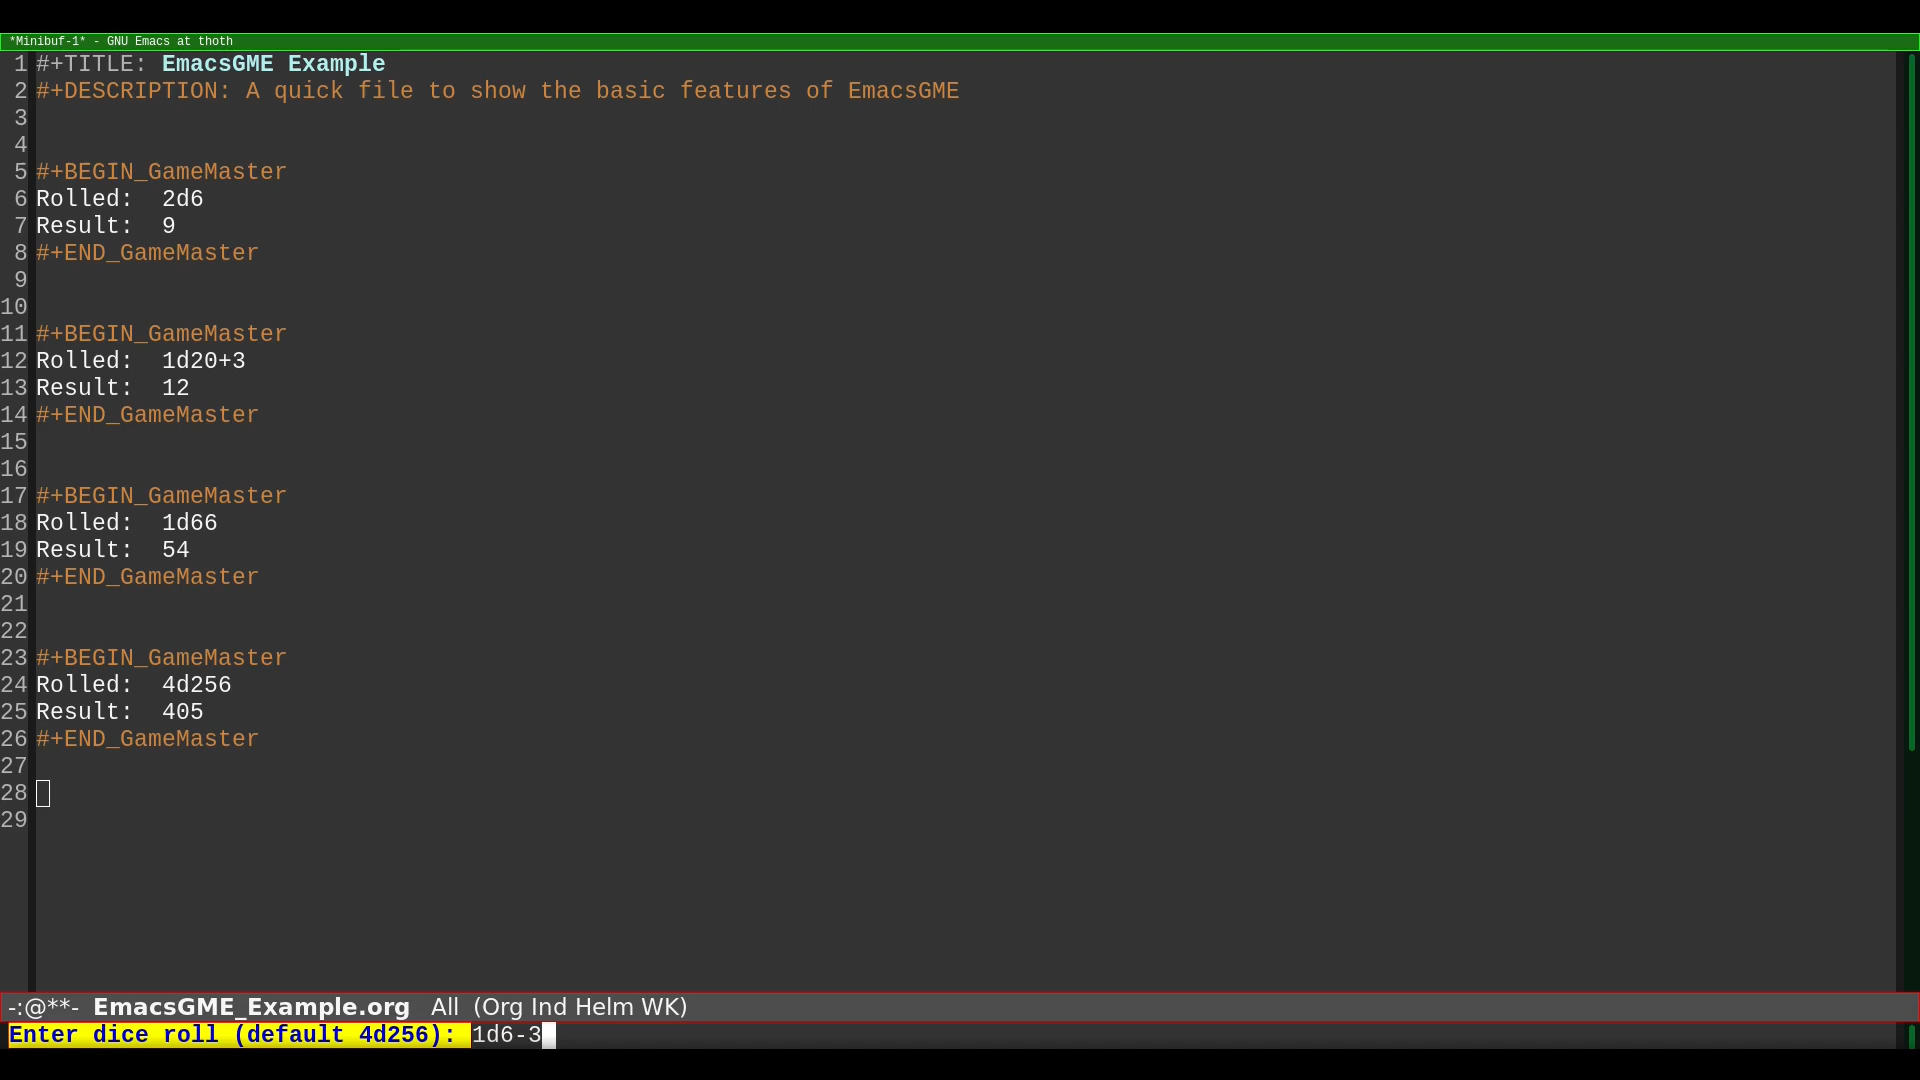 *Minibuf-1* - GNU Emacs at thoth
1 #+TITLE: EmacsGME Example
2 #+DESCRIPTION: A quick file to show the basic features of EmacsGME
3
4
5 #+BEGIN_GameMaster
6 Rolled:  2d6
7 Result:  9
8 #+END_GameMaster
9
10
11 #+BEGIN_GameMaster
12 Rolled:  1d20+3
13 Result:  12
14 #+END_GameMaster
15
16
17 #+BEGIN_GameMaster
18 Rolled:  1d66
19 Result:  54
20 #+END_GameMaster
21
22
23 #+BEGIN_GameMaster
24 Rolled:  4d256
25 Result:  405
26 #+END_GameMaster
27
28
29
-:@**-  EmacsGME_Example.org   All  (Org Ind Helm WK)
Enter dice roll (default 4d256): 1d6-3